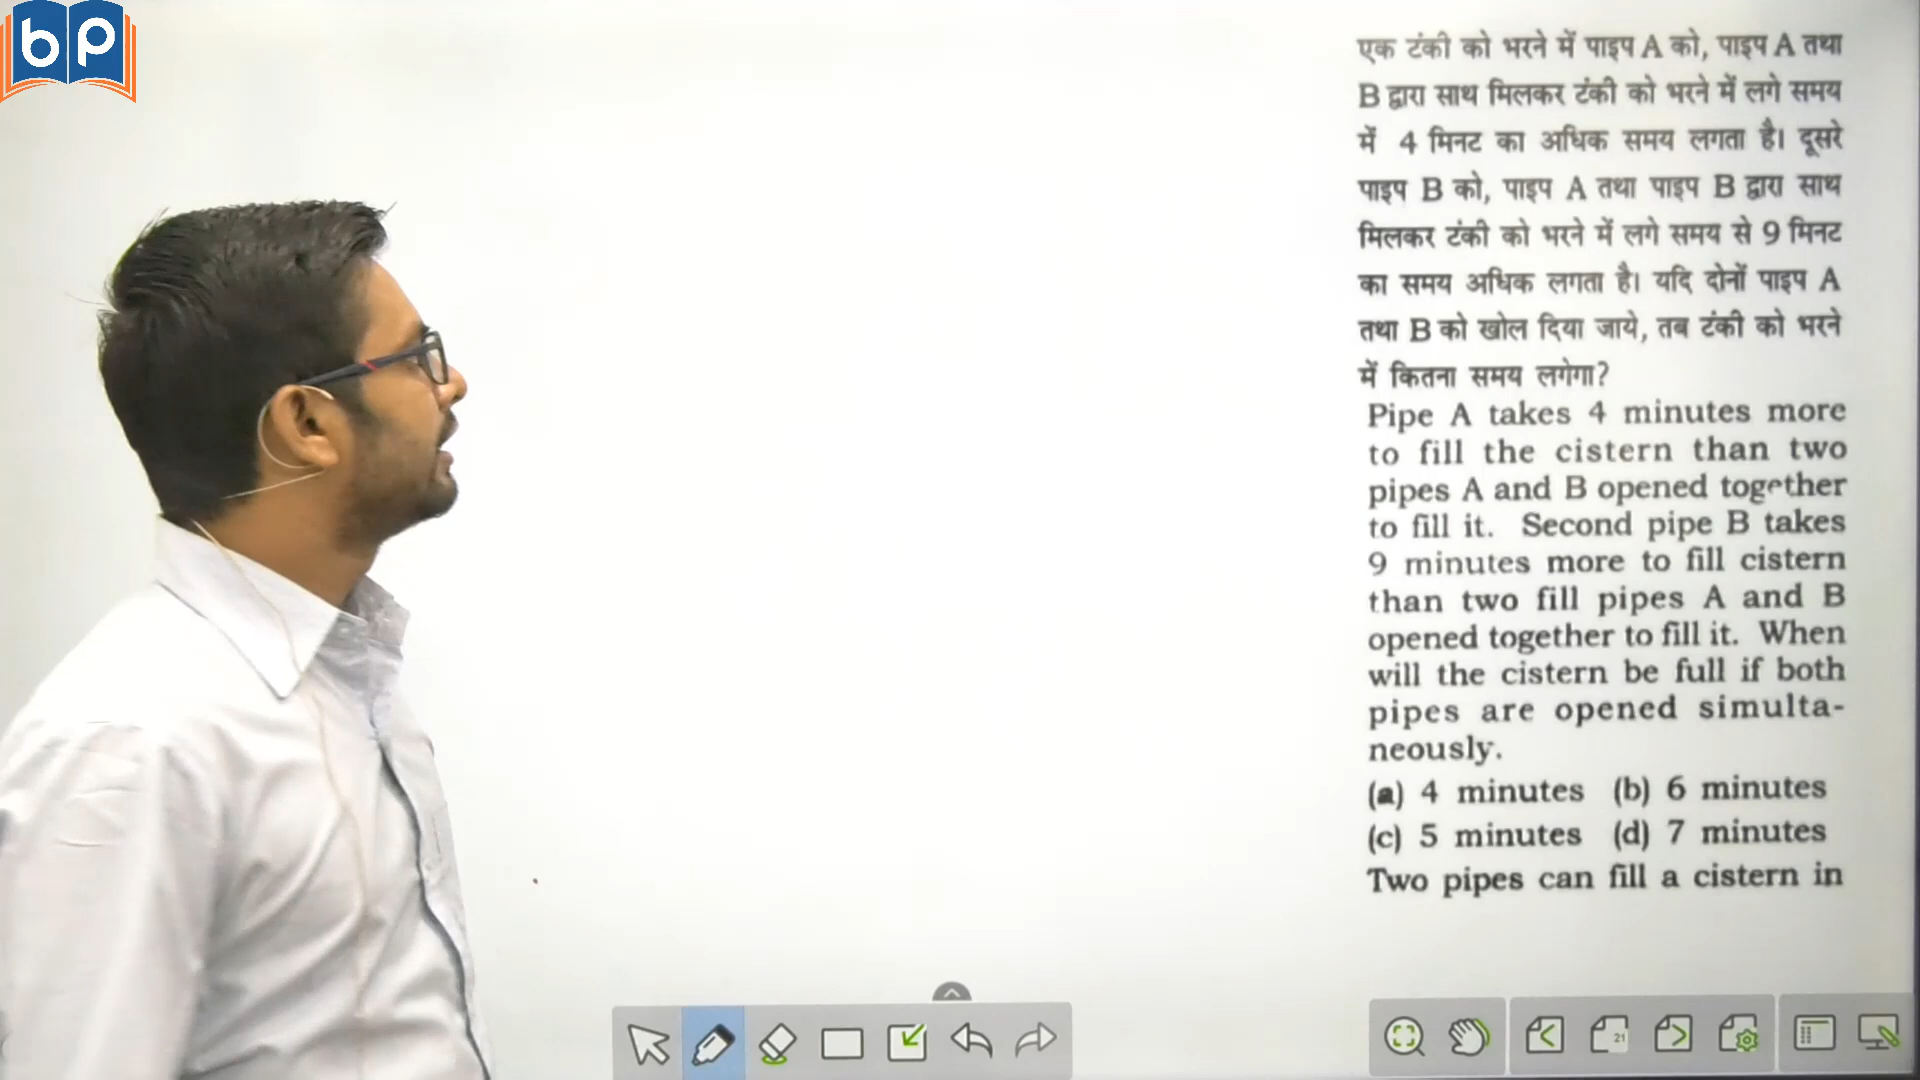 bp
एक टंकी को भरने में पाइप A को, पाइप A तथा
B द्वारा साथ मिलकर टंकी को भरने में लगे समय
में 4 मिनट का अधिक समय लगता है। दूसरे
पाइप B को, पाइप A तथा पाइप B द्वारा साथ
मिलकर टंकी को भरने में लगे समय से 9 मिनट
का समय अधिक लगता है। यदि दोनों पाइप A
तथा B को खोल दिया जाये, तब टंकी को भरने
में कितना समय लगेगा?
Pipe A takes 4 minutes more
to fill the cistern than two
pipes A and B opened together
to fill it. Second pipe B takes
9 minutes more to fill cistern
than two fill pipes A and B
opened together to fill it. When
will the cistern be full if both
pipes are opened simulta-
neously.
(a) 4 minutes (b) 6 minutes
(c) 5 minutes (d) 7 minutes
Two pipes can fill a cistern in
21